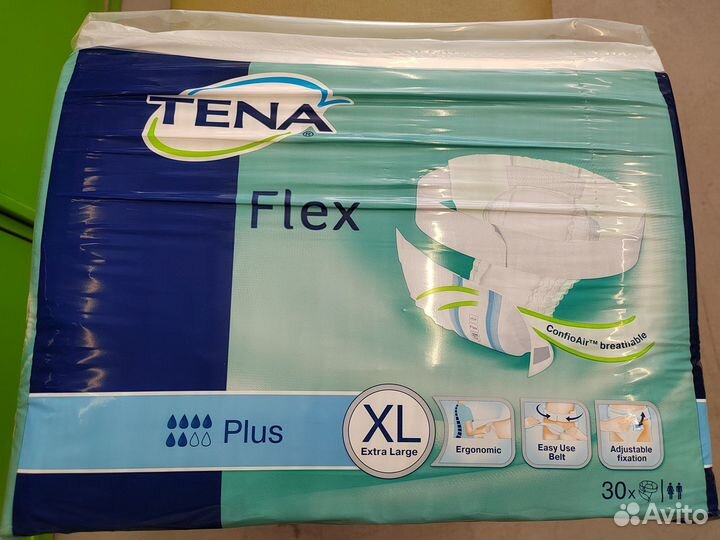 TENA®
Flex
ConfioAir™ breathable
Plus
XL
Extra Large
Ergonomic
Easy Use
Belt
Adjustable
fixation
30x
Avito